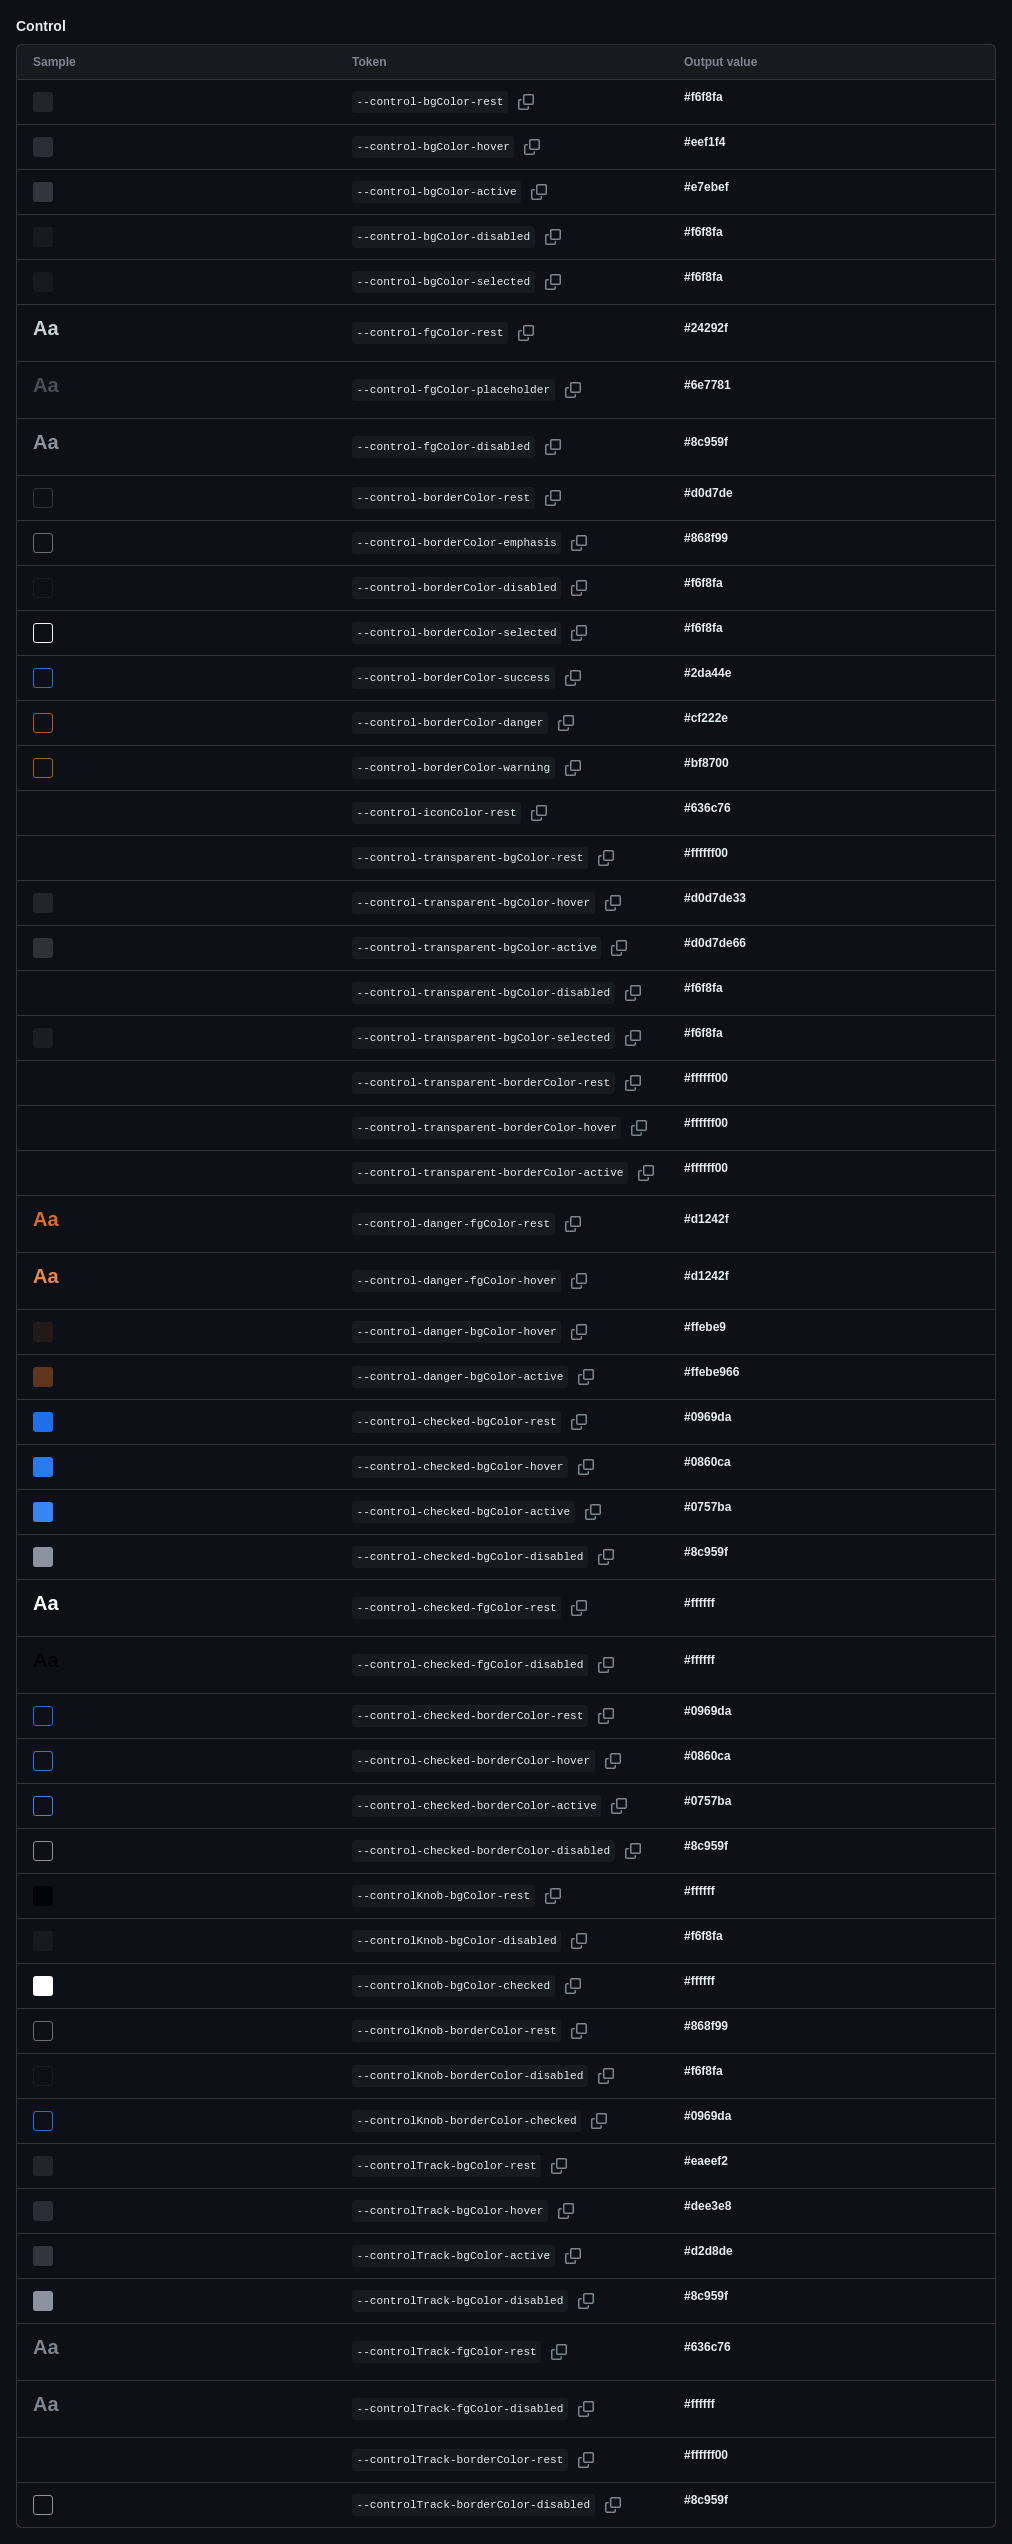 Control
Sample Token Output value
--control-bgColor-rest #f6f8fa
--control-bgColor-hover #eef1f4
--control-bgColor-active #e7ebef
--control-bgColor-disabled #f6f8fa
--control-bgColor-selected #f6f8fa
Aa --control-fgColor-rest #24292f
Aa --control-fgColor-placeholder #6e7781
Aa --control-fgColor-disabled #8c959f
--control-borderColor-rest #d0d7de
--control-borderColor-emphasis #868f99
--control-borderColor-disabled #f6f8fa
--control-borderColor-selected #f6f8fa
--control-borderColor-success #2da44e
--control-borderColor-danger #cf222e
--control-borderColor-warning #bf8700
--control-iconColor-rest #636c76
--control-transparent-bgColor-rest #ffffff00
--control-transparent-bgColor-hover #d0d7de33
--control-transparent-bgColor-active #d0d7de66
--control-transparent-bgColor-disabled #f6f8fa
--control-transparent-bgColor-selected #f6f8fa
--control-transparent-borderColor-rest #ffffff00
--control-transparent-borderColor-hover #ffffff00
--control-transparent-borderColor-active #ffffff00
Aa --control-danger-fgColor-rest #d1242f
Aa --control-danger-fgColor-hover #d1242f
--control-danger-bgColor-hover #ffebe9
--control-danger-bgColor-active #ffebe966
--control-checked-bgColor-rest #0969da
--control-checked-bgColor-hover #0860ca
--control-checked-bgColor-active #0757ba
--control-checked-bgColor-disabled #8c959f
Aa --control-checked-fgColor-rest #ffffff
Aa --control-checked-fgColor-disabled #ffffff
--control-checked-borderColor-rest #0969da
--control-checked-borderColor-hover #0860ca
--control-checked-borderColor-active #0757ba
--control-checked-borderColor-disabled #8c959f
--controlKnob-bgColor-rest #ffffff
--controlKnob-bgColor-disabled #f6f8fa
--controlKnob-bgColor-checked #ffffff
--controlKnob-borderColor-rest #868f99
--controlKnob-borderColor-disabled #f6f8fa
--controlKnob-borderColor-checked #0969da
--controlTrack-bgColor-rest #eaeef2
--controlTrack-bgColor-hover #dee3e8
--controlTrack-bgColor-active #d2d8de
--controlTrack-bgColor-disabled #8c959f
Aa --controlTrack-fgColor-rest #636c76
Aa --controlTrack-fgColor-disabled #ffffff
--controlTrack-borderColor-rest #ffffff00
--controlTrack-borderColor-disabled #8c959f